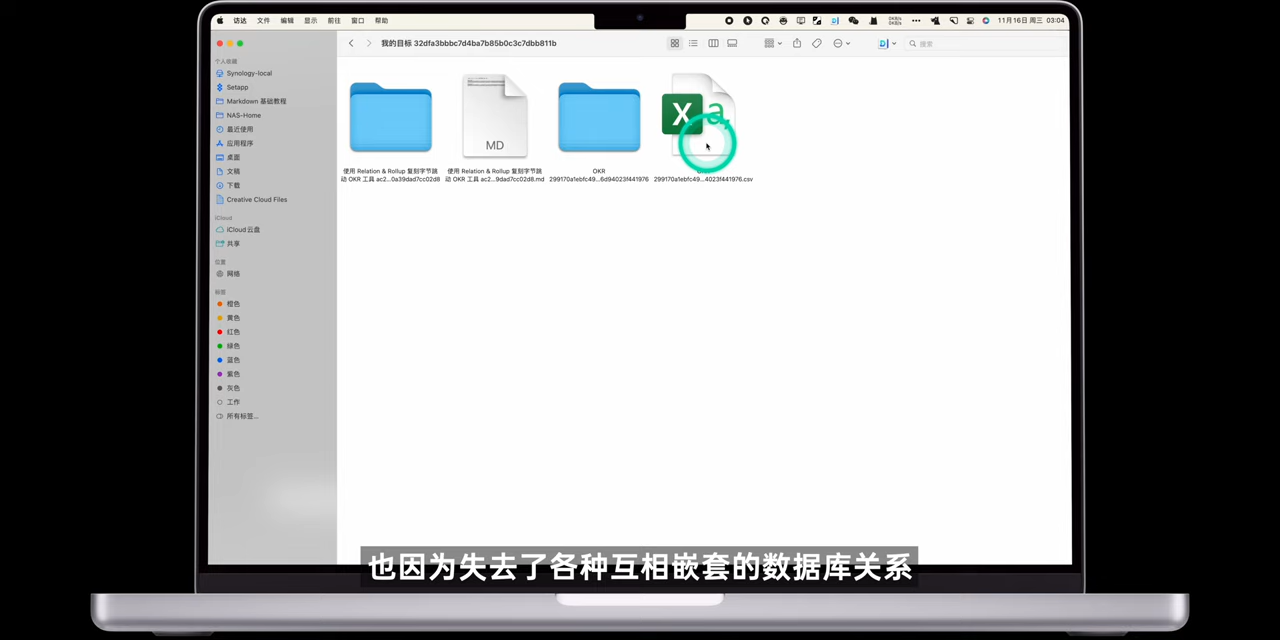 访达 文件 编辑 显示 前往 窗口 帮助
11月16日 周三 03:04
我的目标 32dfa3bbbc7d4ba7b85b0c3c7dbb811b
搜索
个人收藏
Synology-local
Setapp
Markdown 基础教程
NAS-Home
最近使用
应用程序
桌面
文稿
下载
Creative Cloud Files
iCloud
iCloud 云盘
共享
位置
网络
标签
橙色
黄色
红色
绿色
蓝色
紫色
灰色
工作
所有标签...
MD
X a,
使用 Relation & Rollup 复刻字节跳
动 OKR 工具 ac2...0a39dad7cc02d8
使用 Relation & Rollup 复刻字节跳
动 OKR 工具 ac2...9dad7cc02d8.md
OKR
299170a1ebfc49...6d94023f441976
299170a1ebfc49...4023f441976.csv
也因为失去了各种互相嵌套的数据库关系